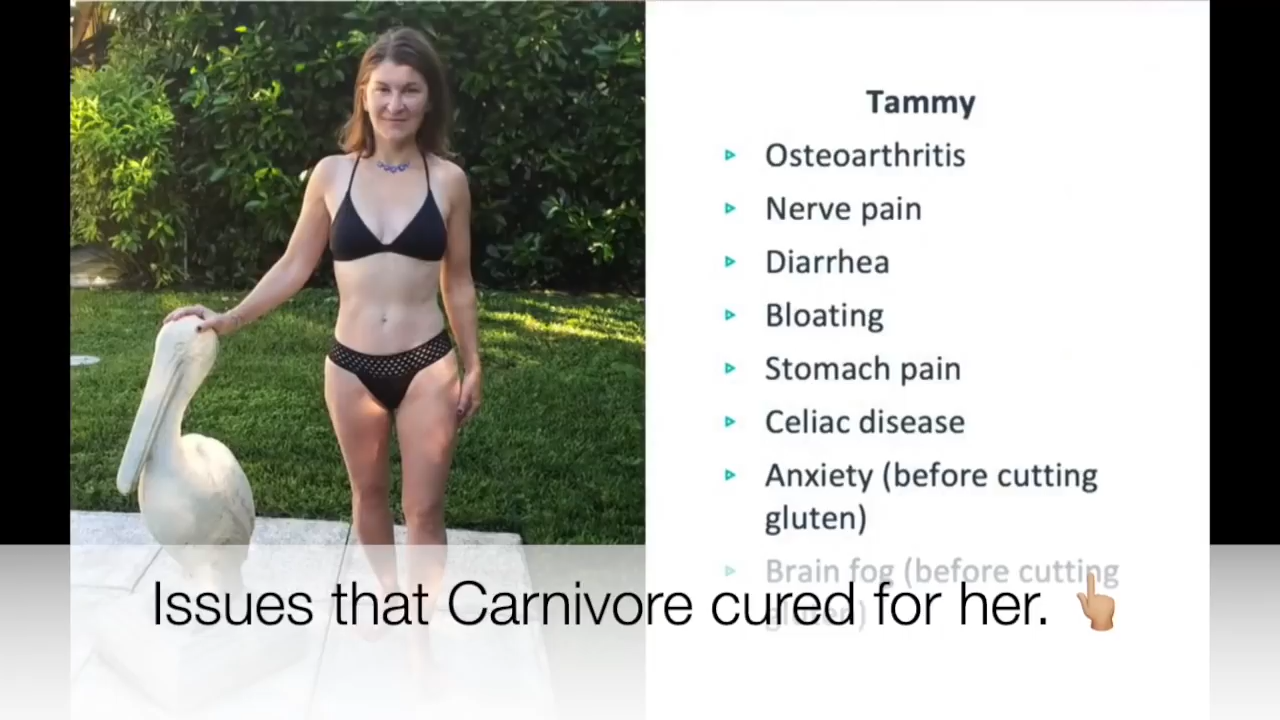 Tammy
Osteoarthritis
Nerve pain
Diarrhea
Bloating
Stomach pain
Celiac disease
Anxiety (before cutting
gluten)
Brain fog (before cutting
Issues that Carnivore cured for her.